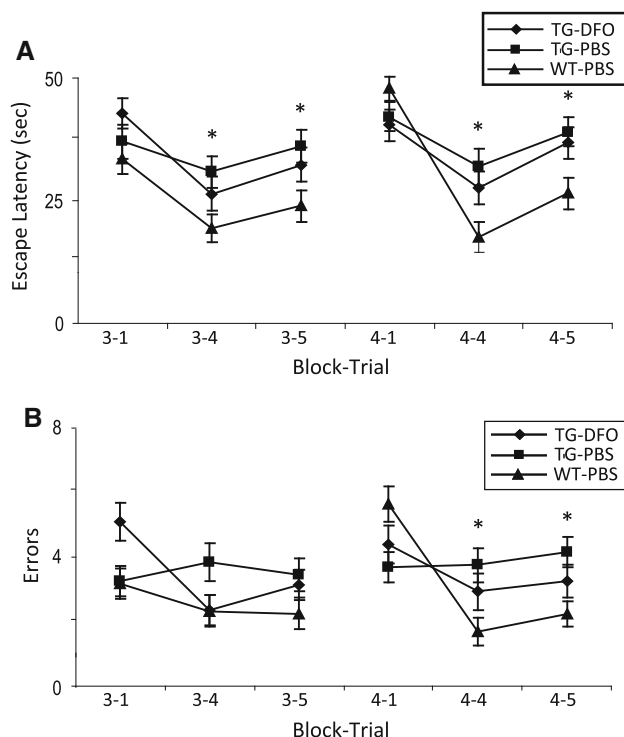 A
TG-DFO
TG-PBS
WT-PBS
Escape Latency (sec)
50
25
0
*
*
*
*
3-1 3-4 3-5 4-1 4-4 4-5
Block-Trial
B
TG-DFO
TG-PBS
WT-PBS
Errors
8
4
0
*
*
3-1 3-4 3-5 4-1 4-4 4-5
Block-Trial